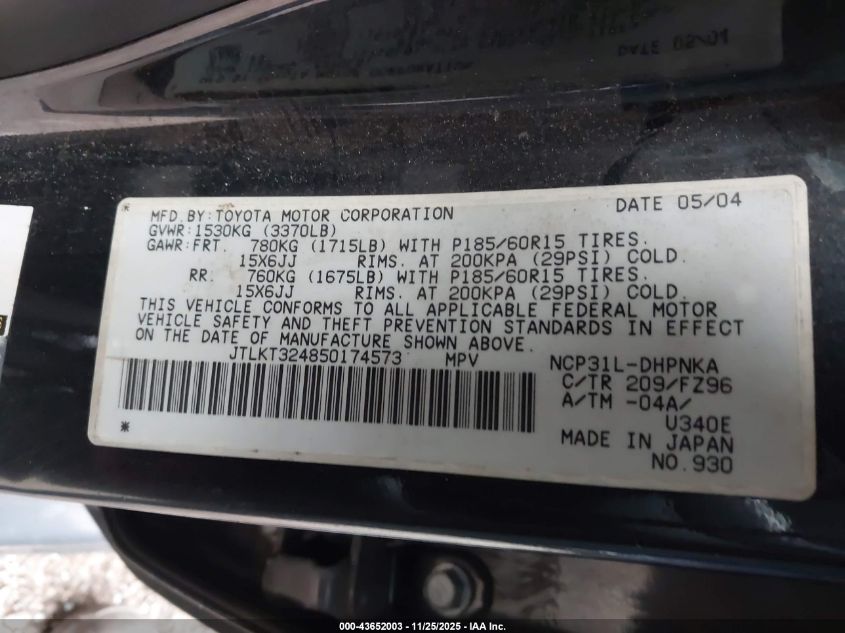 DATE 02/01
MFD.BY:TOYOTA MOTOR CORPORATION DATE 05/04
GVWR:1530KG (3370LB)
GAWR:FRT. 780KG (1715LB) WITH P185/60R15 TIRES.
15X6JJ RIMS. AT 200KPA (29PSI) COLD.
RR. 760KG (1675LB) WITH P185/60R15 TIRES.
15X6JJ RIMS. AT 200KPA (29PSI) COLD.
THIS VEHICLE CONFORMS TO ALL APPLICABLE FEDERAL MOTOR
VEHICLE SAFETY AND THEFT PREVENTION STANDARDS IN EFFECT
ON THE DATE OF MANUFACTURE SHOWN ABOVE.
JTLKT324850174573 MPV NCP31L-DHPNKA
C/TR 209/FZ96
A/TM -04A/
U340E
MADE IN JAPAN
NO.930
000-43652003 - 11/25/2025 - IAA Inc.